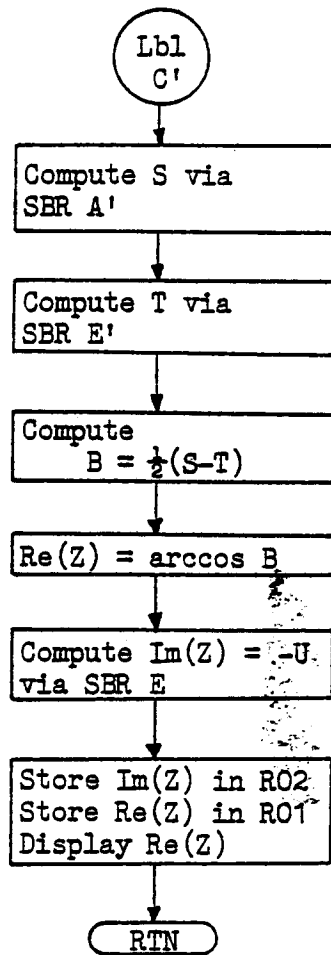 Lbl
C'
Compute S via
SBR A'
Compute T via
SBR E'
Compute
B = ½(S-T)
Re(Z) = arccos B
Compute Im(Z) = -U
via SBR E
Store Im(Z) in R02
Store Re(Z) in R01
Display Re(Z)
RTN